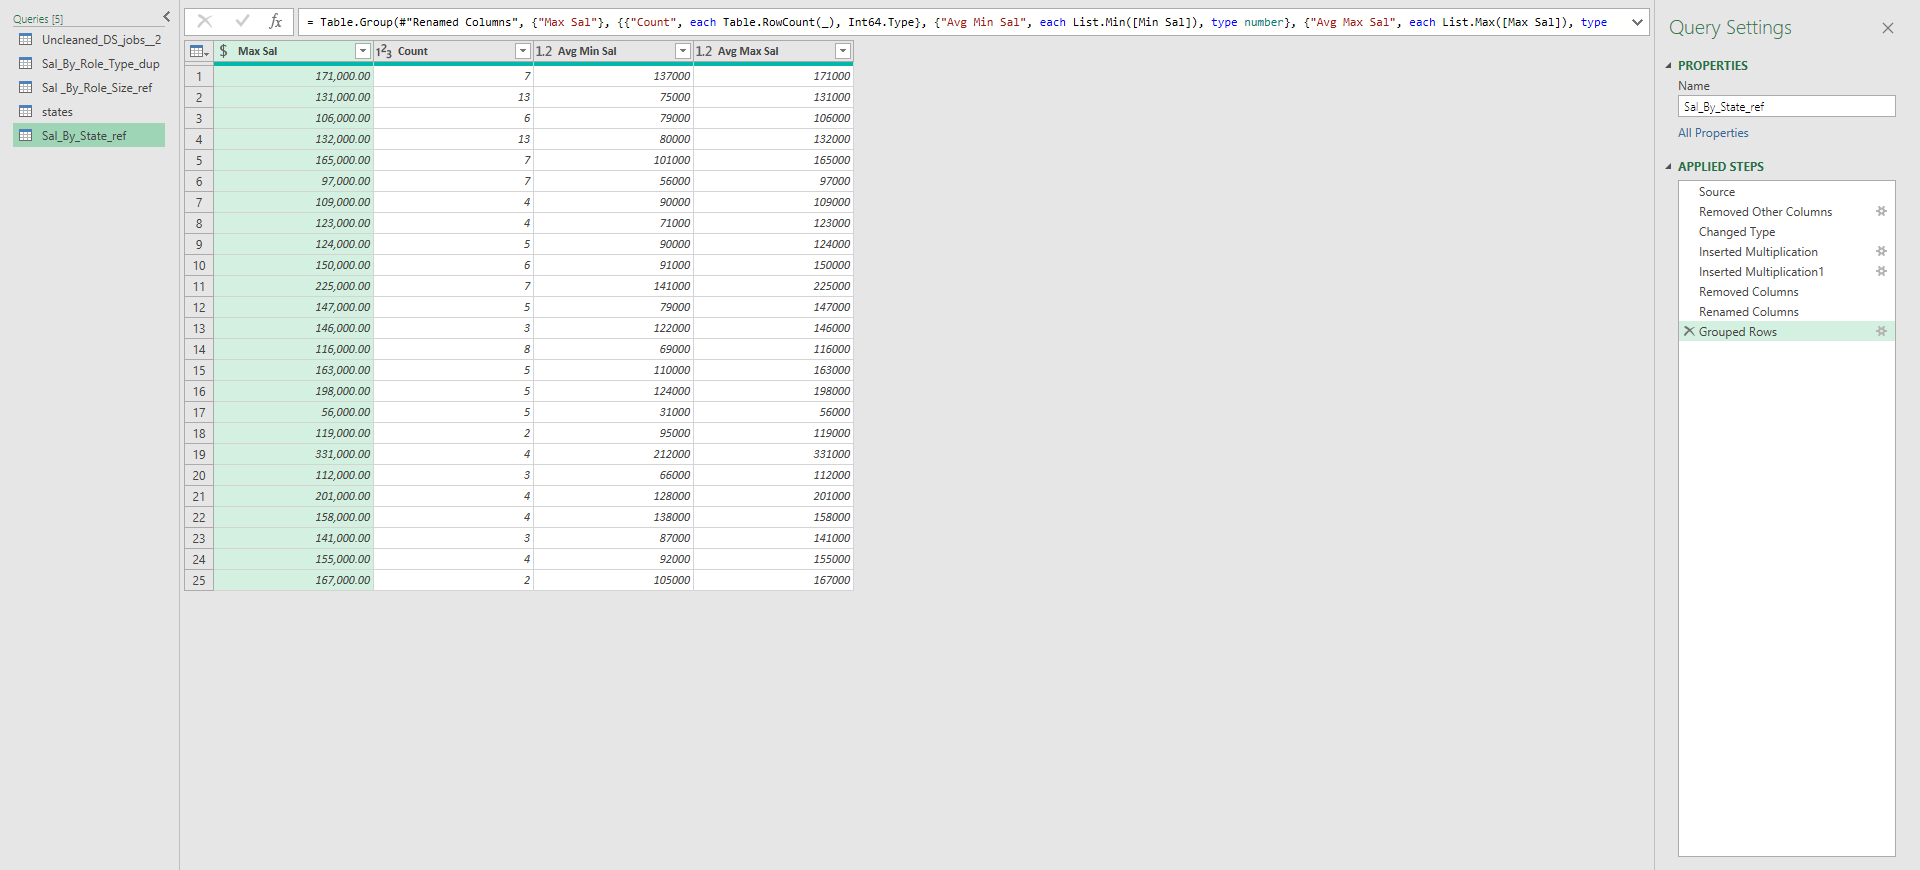 Queries [5]
Uncleaned_DS_jobs__2
Sal_By_Role_Type_dup
Sal _By_Role_Size_ref
states
Sal_By_State_ref
fx = Table.Group(#"Renamed Columns", {"Max Sal"}, {{"Count", each Table.RowCount(_), Int64.Type}, {"Avg Min Sal", each List.Min([Min Sal]), type number}, {"Avg Max Sal", each List.Max([Max Sal]), type
$ Max Sal 123 Count 1.2 Avg Min Sal 1.2 Avg Max Sal
1 171,000.00 7 137000 171000
2 131,000.00 13 75000 131000
3 106,000.00 6 79000 106000
4 132,000.00 13 80000 132000
5 165,000.00 7 101000 165000
6 97,000.00 7 56000 97000
7 109,000.00 4 90000 109000
8 123,000.00 4 71000 123000
9 124,000.00 5 90000 124000
10 150,000.00 6 91000 150000
11 225,000.00 7 141000 225000
12 147,000.00 5 79000 147000
13 146,000.00 3 122000 146000
14 116,000.00 8 69000 116000
15 163,000.00 5 110000 163000
16 198,000.00 5 124000 198000
17 56,000.00 5 31000 56000
18 119,000.00 2 95000 119000
19 331,000.00 4 212000 331000
20 112,000.00 3 66000 112000
21 201,000.00 4 128000 201000
22 158,000.00 4 138000 158000
23 141,000.00 3 87000 141000
24 155,000.00 4 92000 155000
25 167,000.00 2 105000 167000
Query Settings
PROPERTIES
Name
Sal_By_State_ref
All Properties
APPLIED STEPS
Source
Removed Other Columns
Changed Type
Inserted Multiplication
Inserted Multiplication1
Removed Columns
Renamed Columns
Grouped Rows